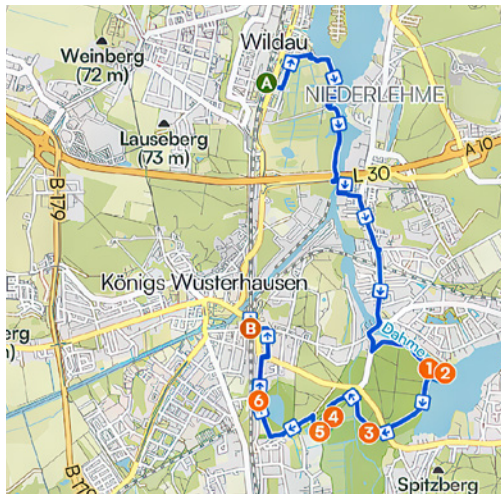 Wildau
Weinberg
(72 m)
A
NIEDERLEHME
Lauseberg
(73 m)
A 10
L 30
B 179
Königs Wusterhausen
B
Dahme
1 2
6
4
5
3
B
Spitzberg